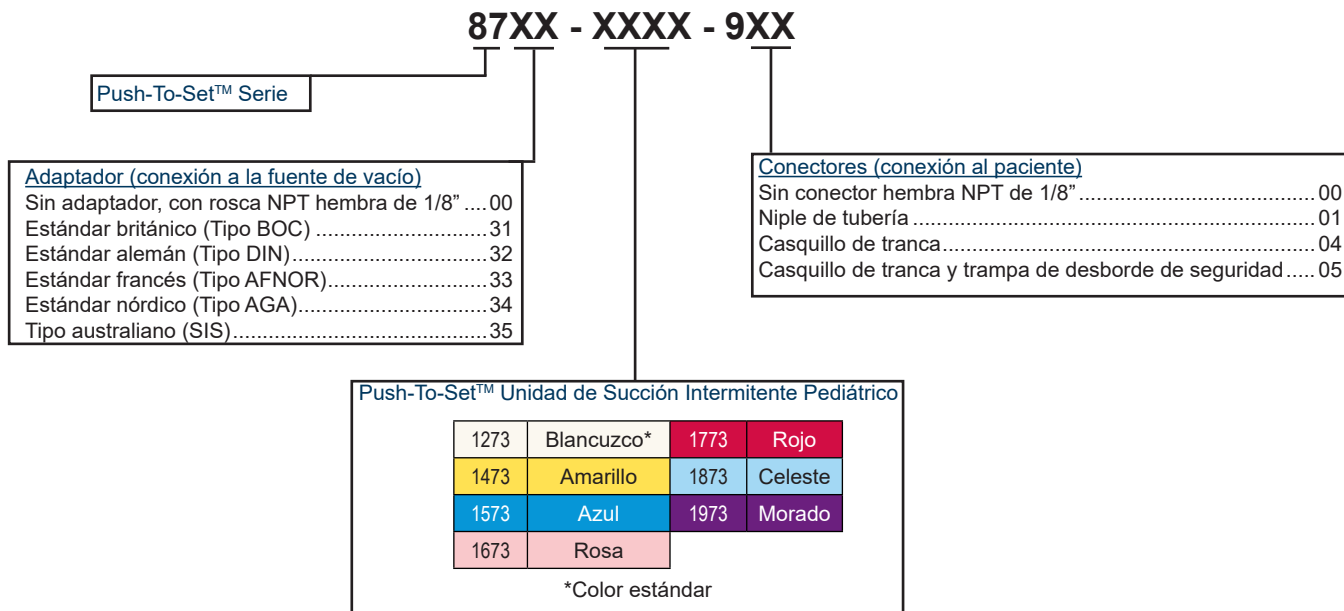 87XX - XXXX - 9XX
Push-To-Set™ Serie
Adaptador (conexión a la fuente de vacío)
Sin adaptador, con rosca NPT hembra de 1/8” ....00
Estándar británico (Tipo BOC) ..............................31
Estándar alemán (Tipo DIN)..................................32
Estándar francés (Tipo AFNOR)............................33
Estándar nórdico (Tipo AGA).................................34
Tipo australiano (SIS)............................................35
Conectores (conexión al paciente)
Sin conector hembra NPT de 1/8”........................................00
Niple de tubería ....................................................................01
Casquillo de tranca...............................................................04
Casquillo de tranca y trampa de desborde de seguridad.....05
Push-To-Set™ Unidad de Succión Intermitente Pediátrico
1273 Blancuzco* 1773 Rojo
1473 Amarillo 1873 Celeste
1573 Azul 1973 Morado
1673 Rosa
*Color estándar